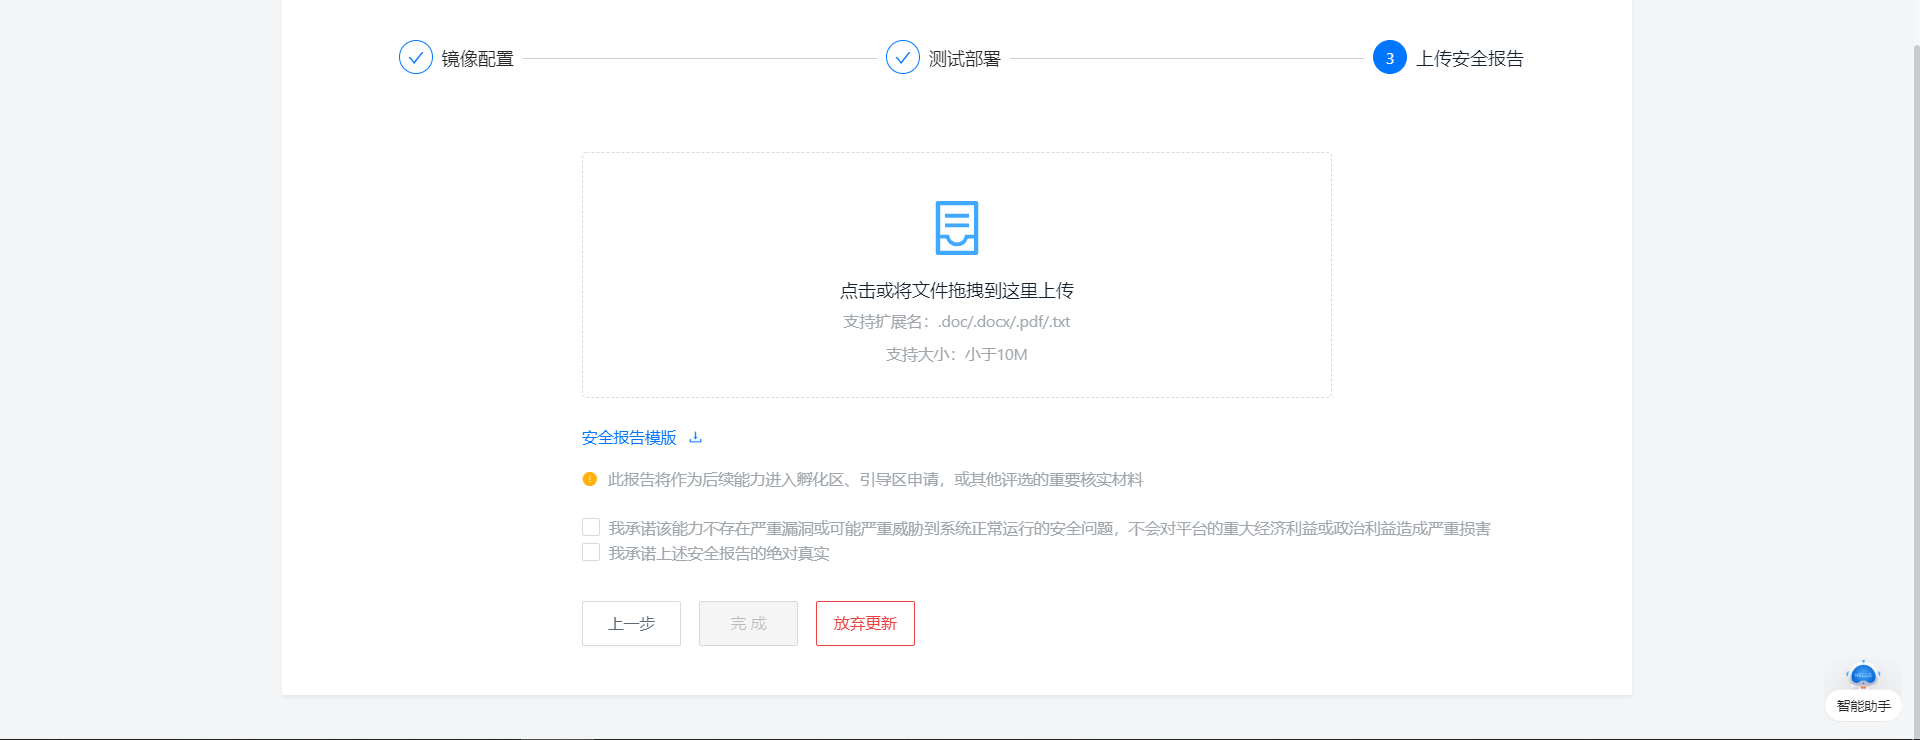 镜像配置
测试部署
3 上传安全报告
点击或将文件拖拽到这里上传
支持扩展名：.doc/.docx/.pdf/.txt
支持大小：小于10M
安全报告模版
此报告将作为后续能力进入孵化区、引导区申请，或其他评选的重要核实材料
我承诺该能力不存在严重漏洞或可能严重威胁到系统正常运行的安全问题，不会对平台的重大经济利益或政治利益造成严重损害
我承诺上述安全报告的绝对真实
上一步 完成 放弃更新
HELLO
智能助手